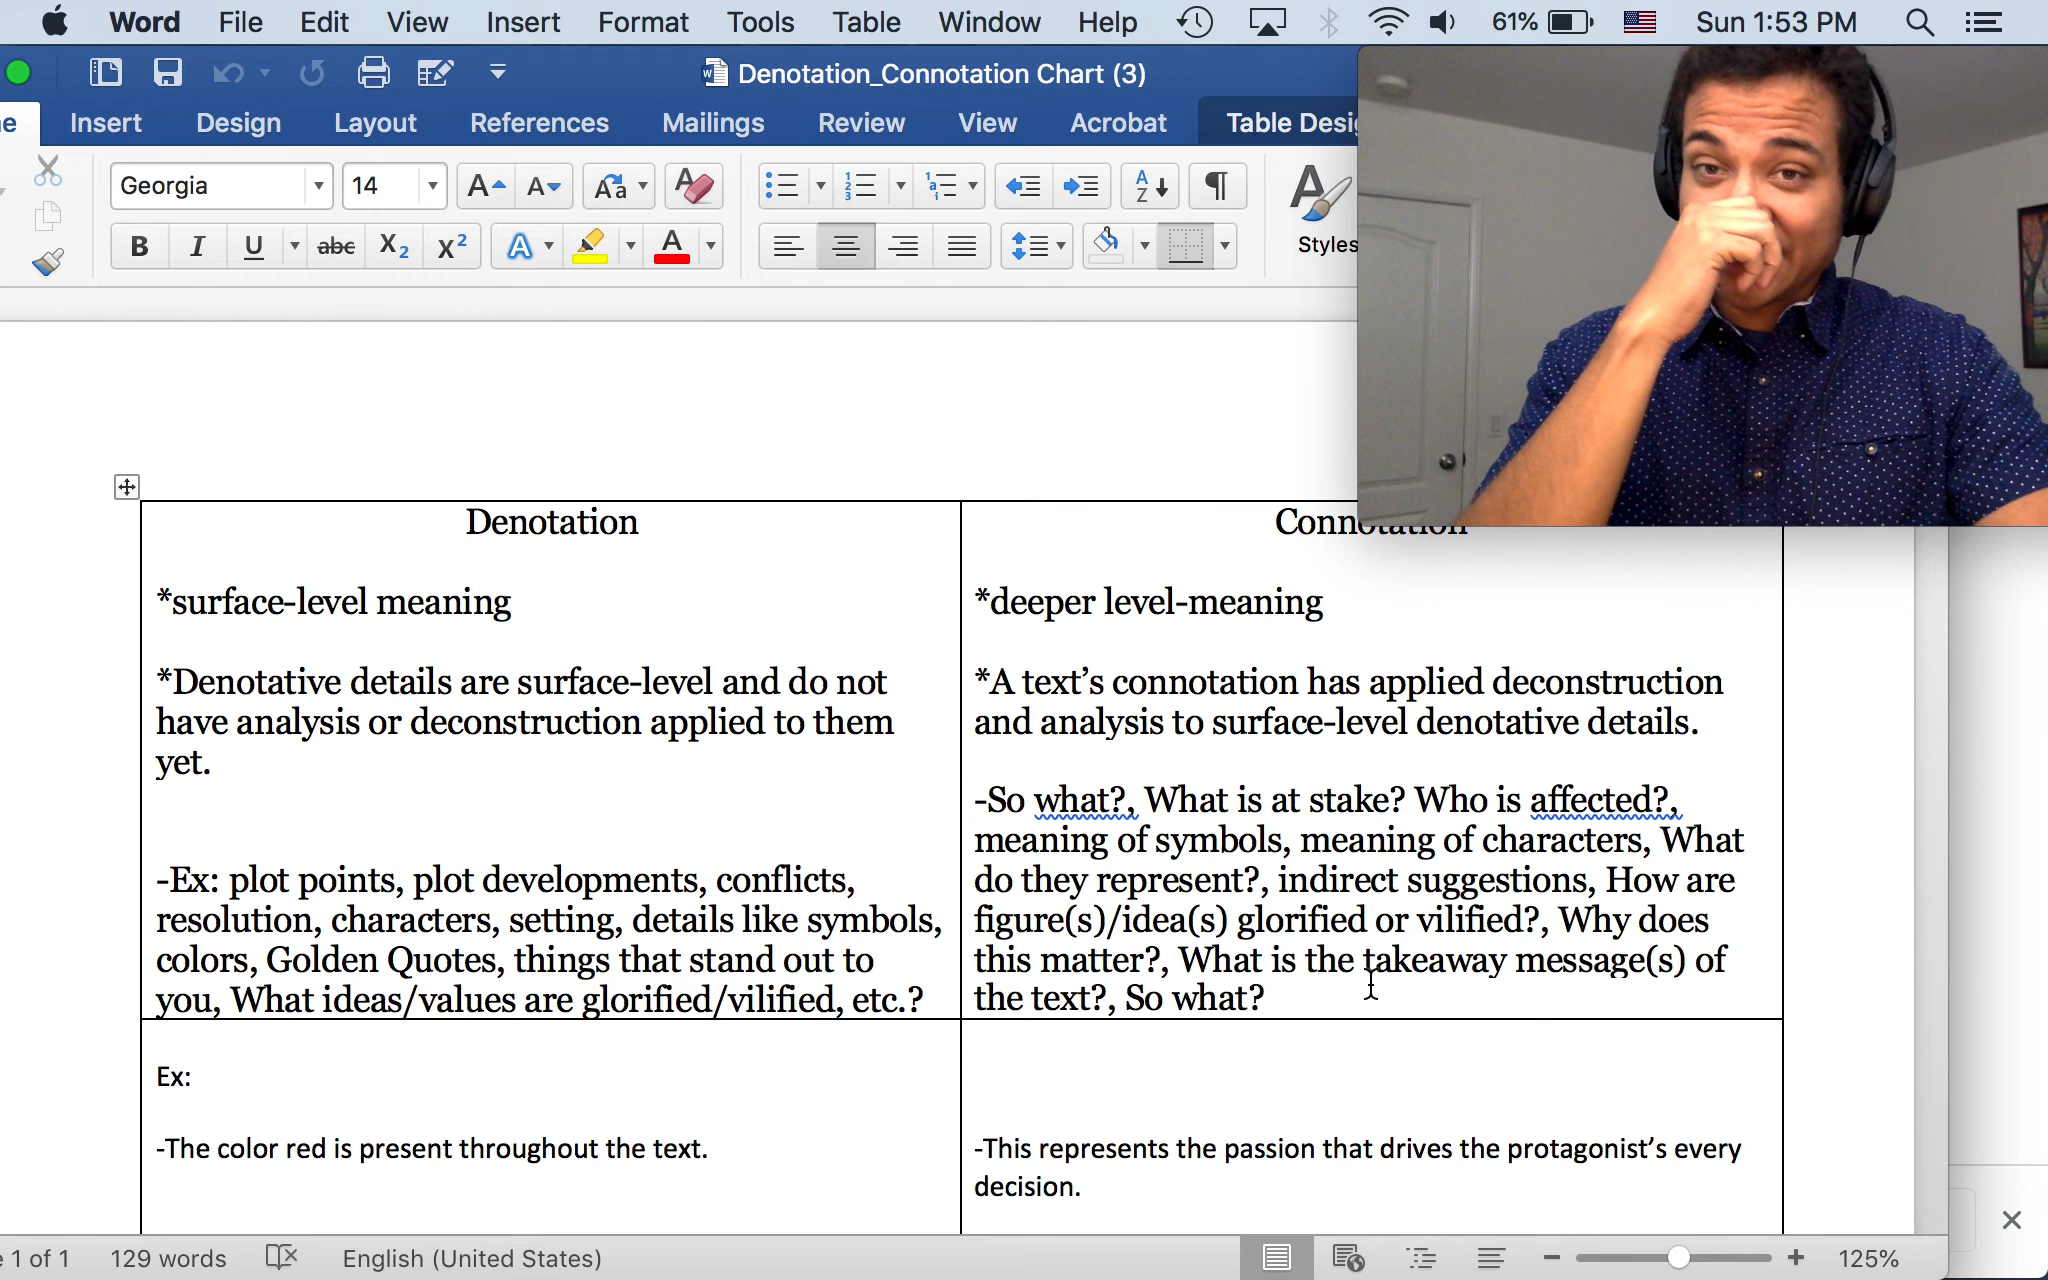 Word File Edit View Insert Format Tools Table Window Help 61% Sun 1:53 PM
Denotation_Connotation Chart (3)
e Insert Design Layout References Mailings Review View Acrobat Table Desi
Georgia 14 A A Aa A A Z ¶
B I U abc X2 X2 A A Styles
Denotation
*surface-level meaning
*Denotative details are surface-level and do not
have analysis or deconstruction applied to them
yet.
-Ex: plot points, plot developments, conflicts,
resolution, characters, setting, details like symbols,
colors, Golden Quotes, things that stand out to
you, What ideas/values are glorified/vilified, etc.?
Connotation
*deeper level-meaning
*A text’s connotation has applied deconstruction
and analysis to surface-level denotative details.
-So what?, What is at stake? Who is affected?,
meaning of symbols, meaning of characters, What
do they represent?, indirect suggestions, How are
figure(s)/idea(s) glorified or vilified?, Why does
this matter?, What is the takeaway message(s) of
the text?, So what?
Ex:
-The color red is present throughout the text.
-This represents the passion that drives the protagonist’s every
decision.
e 1 of 1 129 words English (United States) 125%